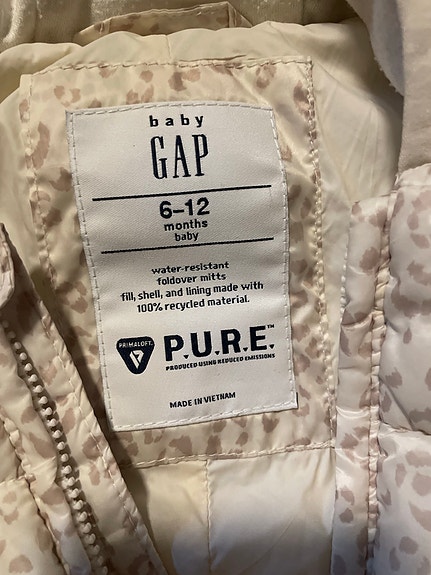 baby
GAP
6-12
months
baby
water-resistant
foldover mitts
fill, shell, and lining made with
100% recycled material.
PRIMALOFT®
P.U.R.E.™
PRODUCED USING REDUCED EMISSIONS
MADE IN VIETNAM